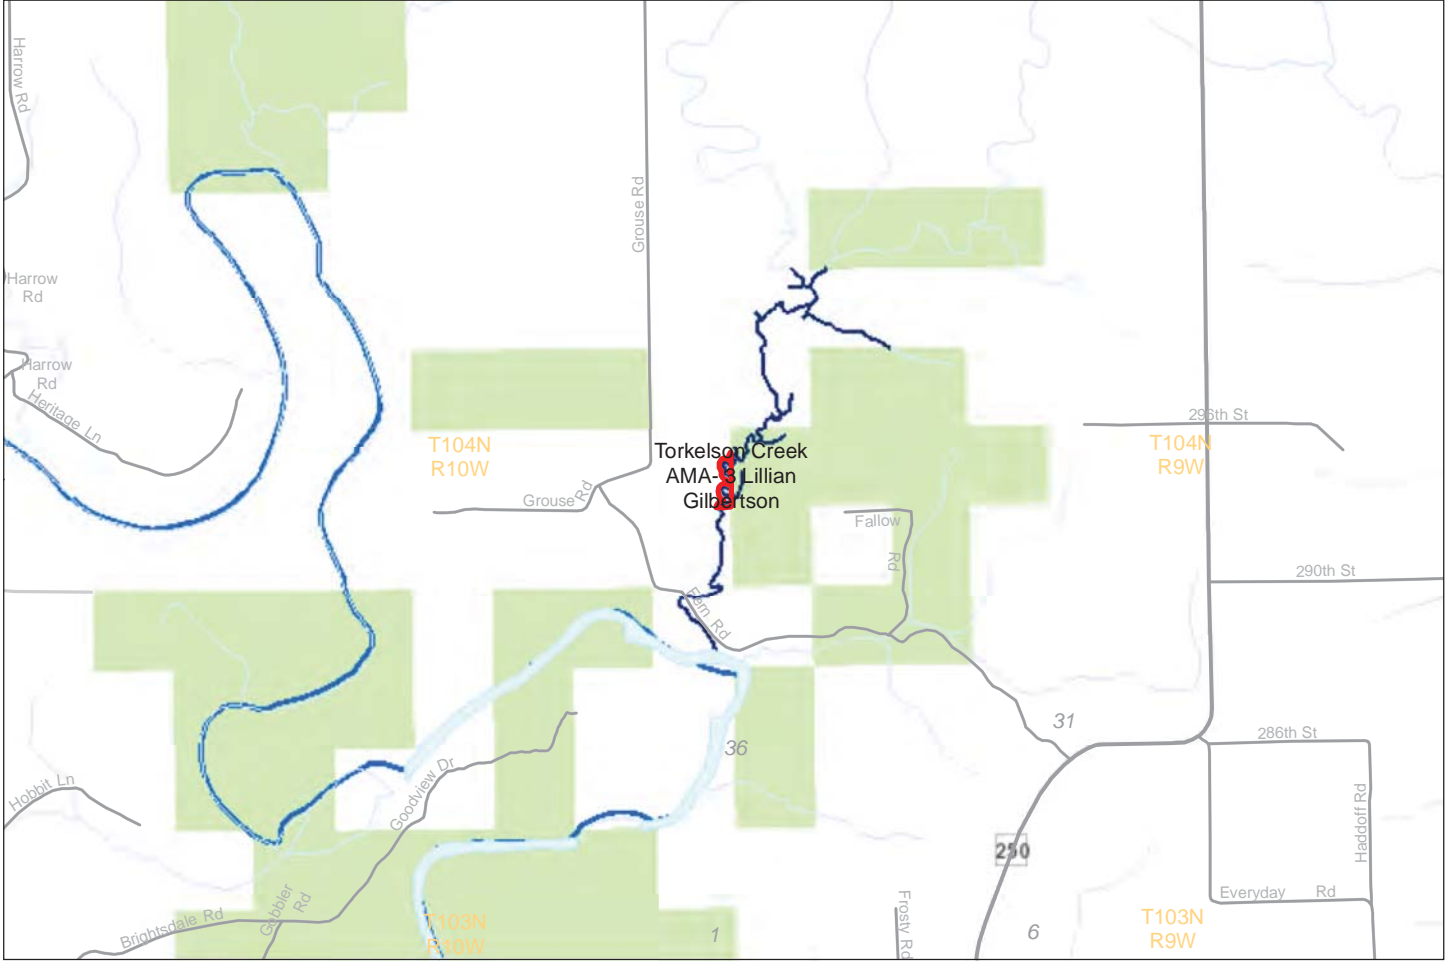 Harrow Rd
Grouse Rd
Harrow
Rd
Harrow
Rd
Heritage Ln
T104N
R10W
Torkelson Creek
AMA- 3 Lillian
Gilbertson
296th St
T104N
R9W
Grouse Rd
Fallow
Rd
290th St
Fern Rd
31
36
286th St
Hobbit Ln
Goodview Dr
Haddoff Rd
250
Brightsdale Rd
Gobbler
Rd
T103N
R10W
1
Frosty Rd
6
T103N
R9W
Everyday Rd